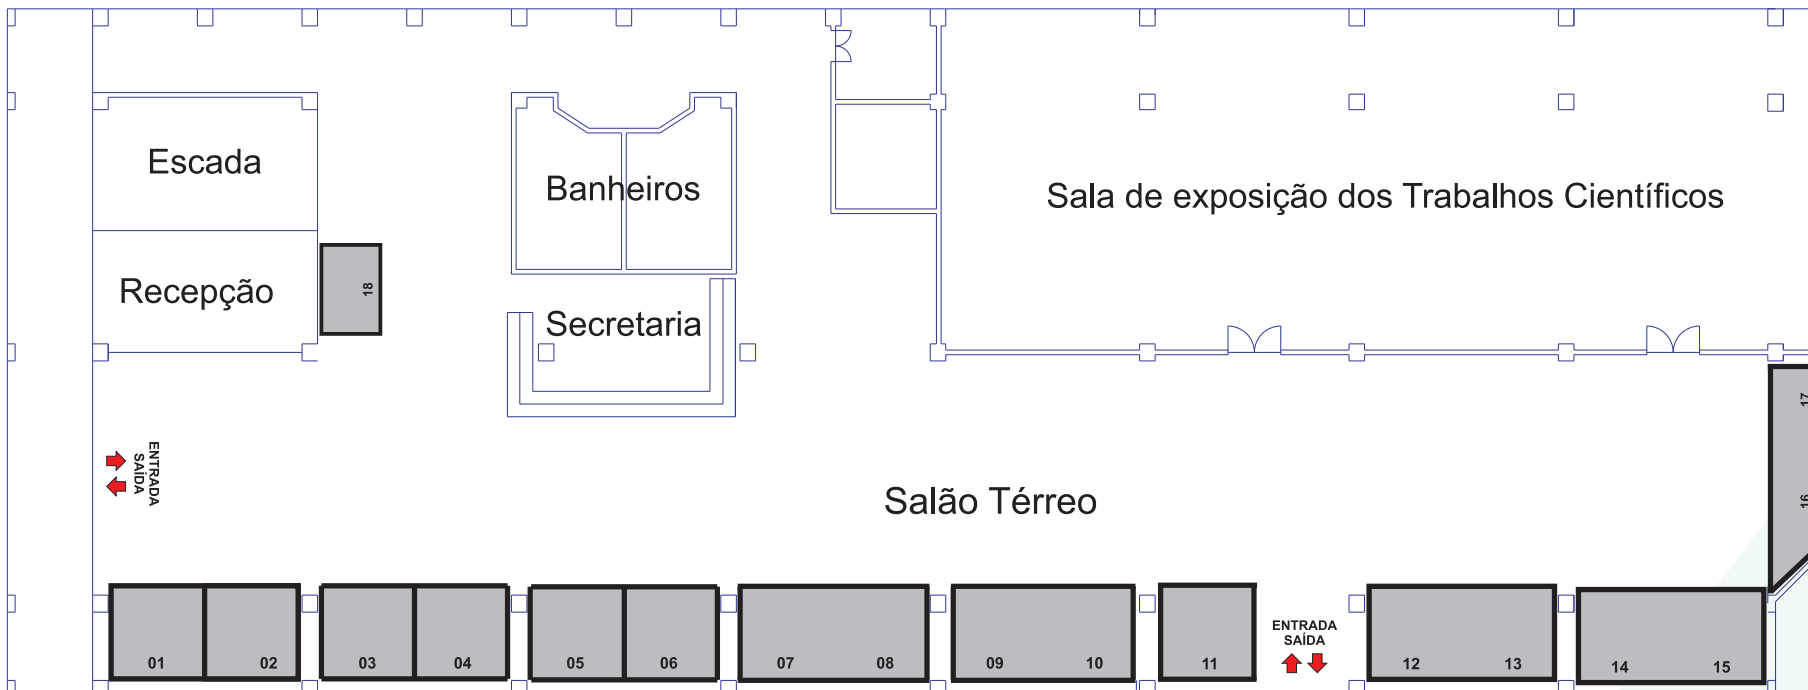 Escada
Banheiros
Sala de exposição dos Trabalhos Científicos
Recepção
18
Secretaria
17
ENTRADA
SAÍDA
Salão Térreo
16
ENTRADA
SAÍDA
01
02
03
04
05
06
07
08
09
10
11
12
13
14
15